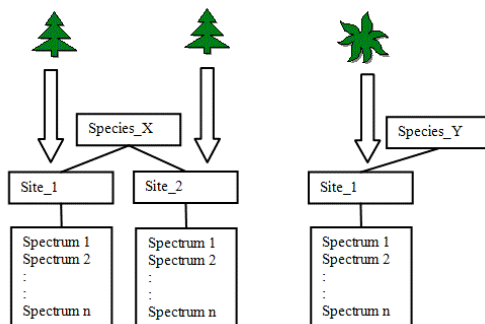 Species_X
Species_Y
Site_1
Site_2
Site_1
Spectrum 1
Spectrum 2
:
:
Spectrum n
Spectrum 1
Spectrum 2
:
:
Spectrum n
Spectrum 1
Spectrum 2
:
:
Spectrum n